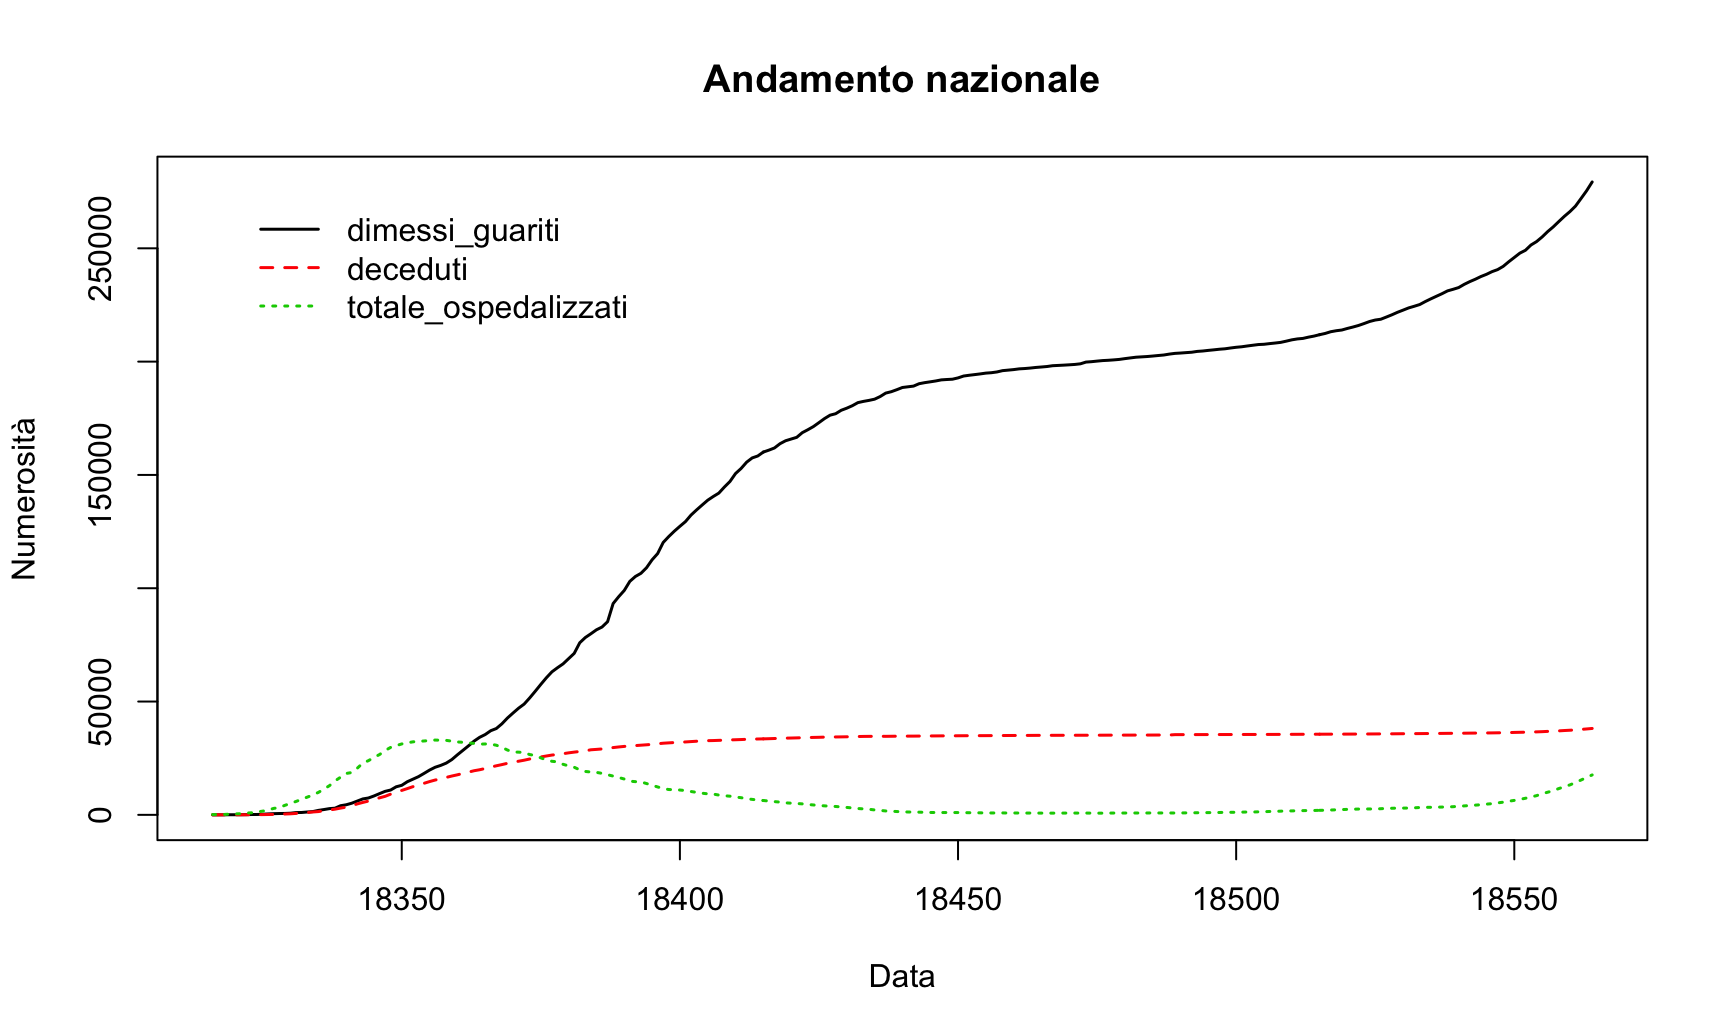 Andamento nazionale
dimessi_guariti
deceduti
totale_ospedalizzati
250000
150000
50000
0
Numerosità
18350 18400 18450 18500 18550
Data